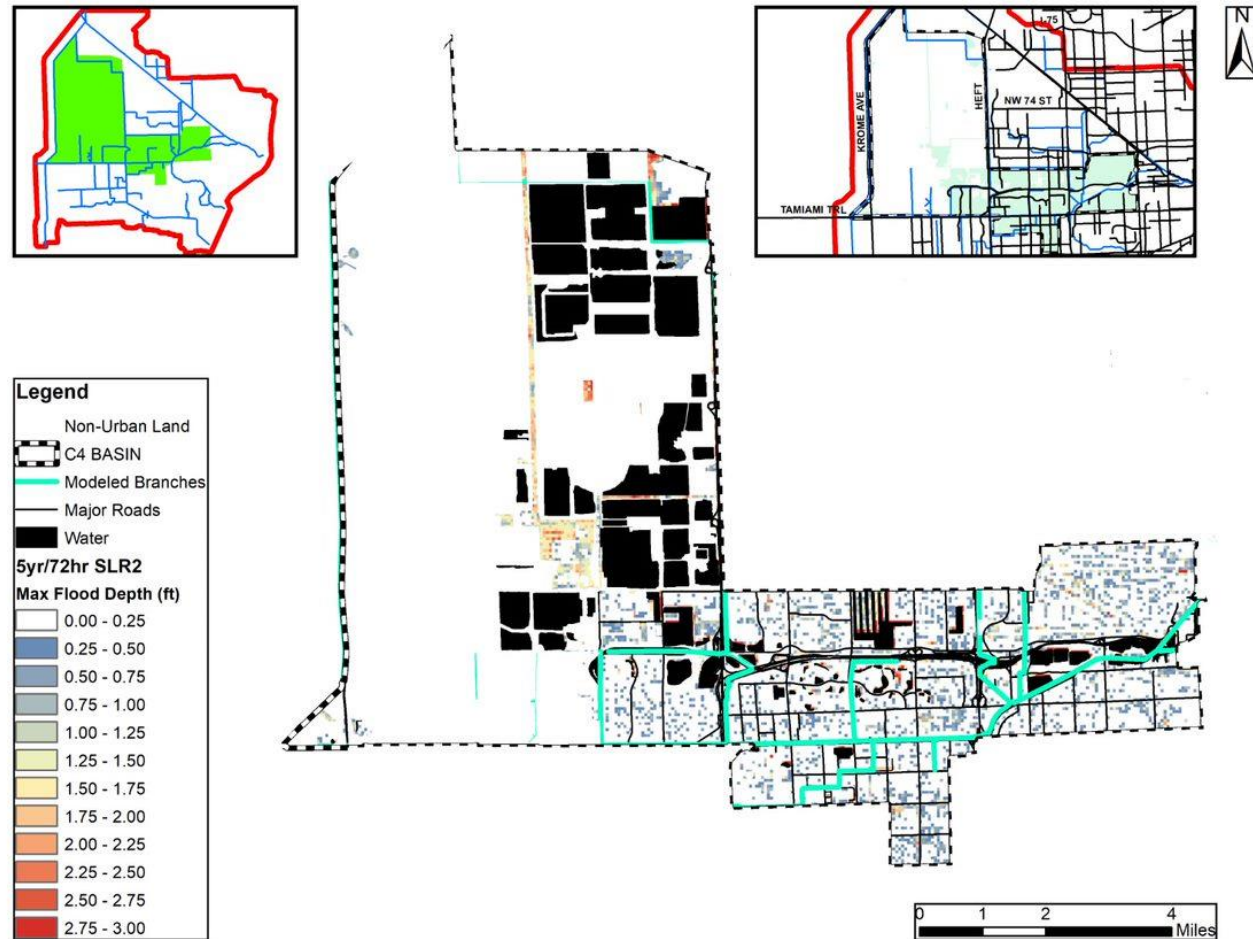 I-75
N
KROME AVE
HEFT
NW 74 ST
TAMIAMI TRL
Legend
Non-Urban Land
C4 BASIN
Modeled Branches
Major Roads
Water
5yr/72hr SLR2
Max Flood Depth (ft)
0.00 - 0.25
0.25 - 0.50
0.50 - 0.75
0.75 - 1.00
1.00 - 1.25
1.25 - 1.50
1.50 - 1.75
1.75 - 2.00
2.00 - 2.25
2.25 - 2.50
2.50 - 2.75
2.75 - 3.00
0 1 2 4
Miles